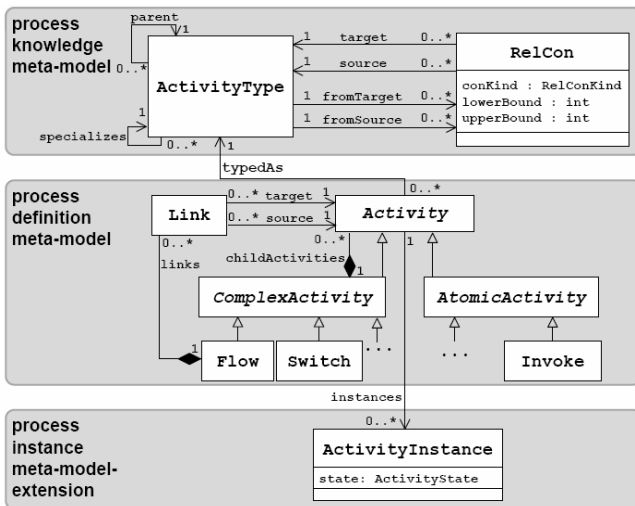 process
knowledge
meta-model
parent
1
0..*
ActivityType
1
specializes
0..*
1
1 target 0..*
1 source 0..*
1 fromTarget 0..*
1 fromSource 0..*
RelCon
conKind : RelConKind
lowerBound : int
upperBound : int
typedAs
process
definition
meta-model
0..*
Link
0..* target 1
0..* source 1
Activity
0..*
links
childActivities
0..*
1
1
ComplexActivity
AtomicActivity
...
...
1
Flow
Switch
Invoke
instances
0..*
process
instance
meta-model-
extension
ActivityInstance
state: ActivityState